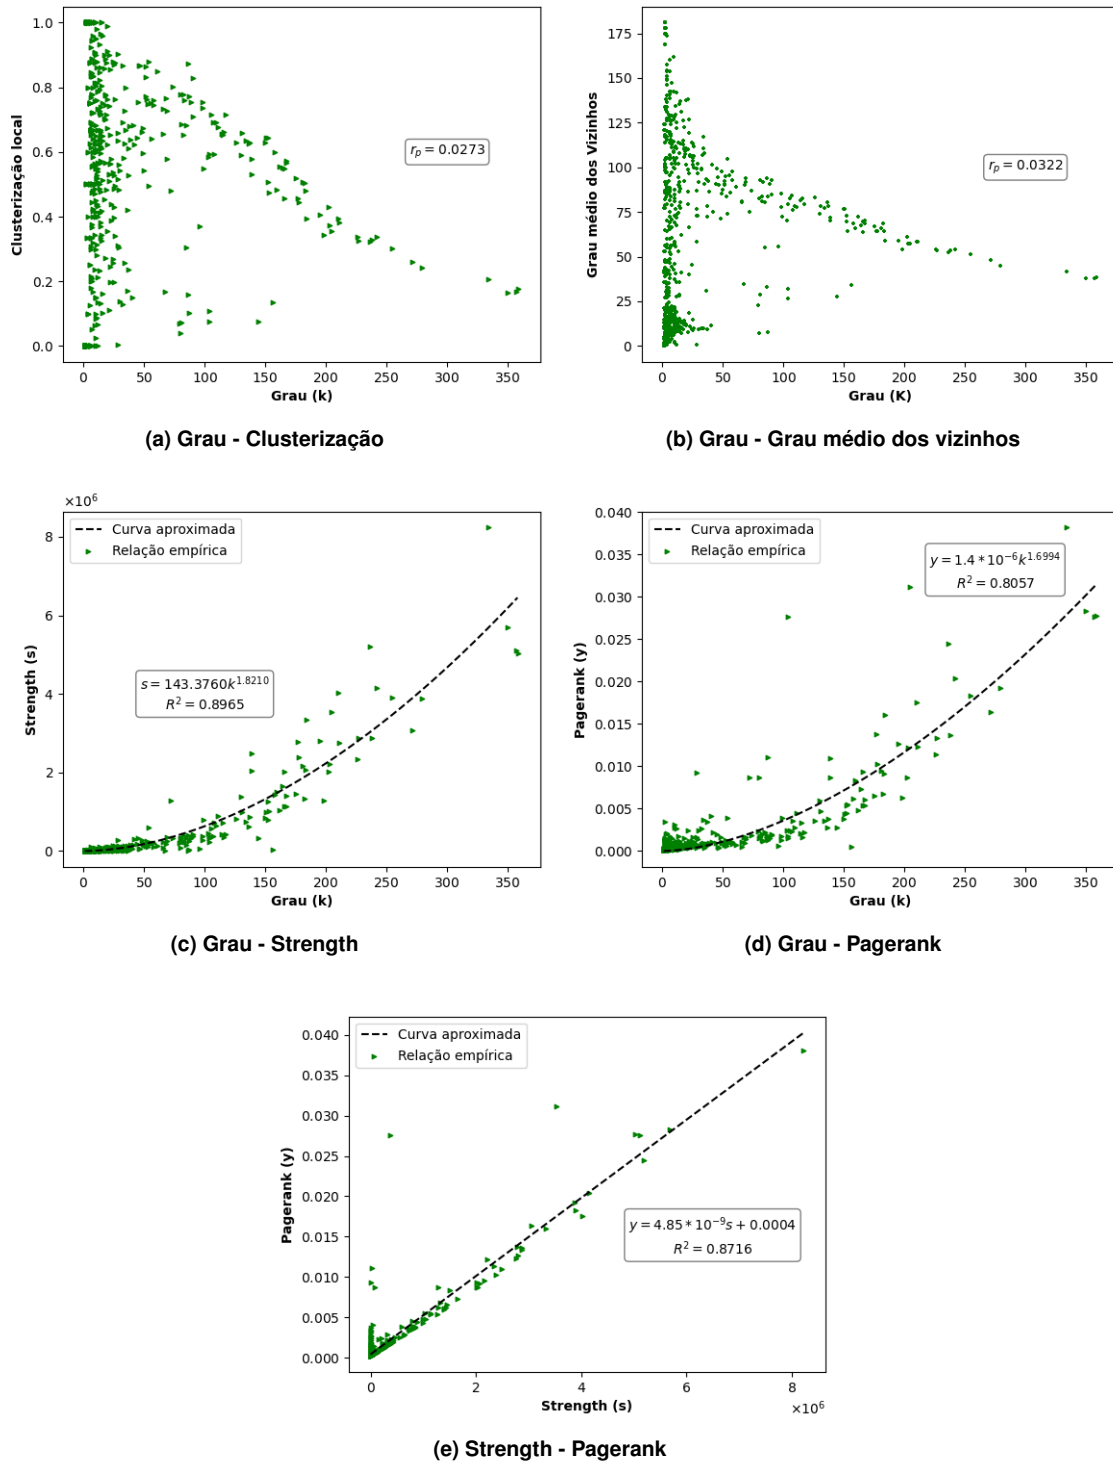 1.0
0.8
0.6
0.4
0.2
0.0
Clusterização local
r_p = 0.0273
0 50 100 150 200 250 300 350
Grau (k)
(a) Grau - Clusterização
175
150
125
100
75
50
25
0
Grau médio dos Vizinhos
r_p = 0.0322
0 50 100 150 200 250 300 350
Grau (K)
(b) Grau - Grau médio dos vizinhos
×10^6
8
6
4
2
0
Strength (s)
Curva aproximada
Relação empírica
s = 143.3760k^1.8210
R^2 = 0.8965
0 50 100 150 200 250 300 350
Grau (k)
(c) Grau - Strength
0.040
0.035
0.030
0.025
0.020
0.015
0.010
0.005
0.000
Pagerank (y)
Curva aproximada
Relação empírica
y = 1.4 * 10^−6k^1.6994
R^2 = 0.8057
0 50 100 150 200 250 300 350
Grau (k)
(d) Grau - Pagerank
0.040
0.035
0.030
0.025
0.020
0.015
0.010
0.005
0.000
Pagerank (y)
Curva aproximada
Relação empírica
y = 4.85 * 10^−9s + 0.0004
R^2 = 0.8716
0 2 4 6 8
Strength (s)
×10^6
(e) Strength - Pagerank